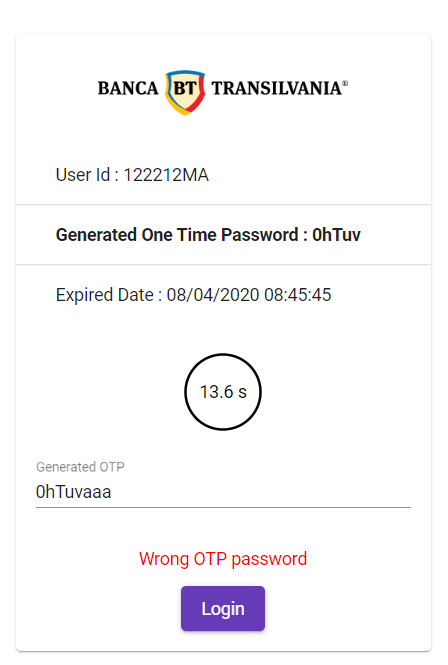 BANCA BT TRANSILVANIA®
User Id : 122212MA
Generated One Time Password : 0hTuv
Expired Date : 08/04/2020 08:45:45
13.6 s
Generated OTP
0hTuvaaa
Wrong OTP password
Login